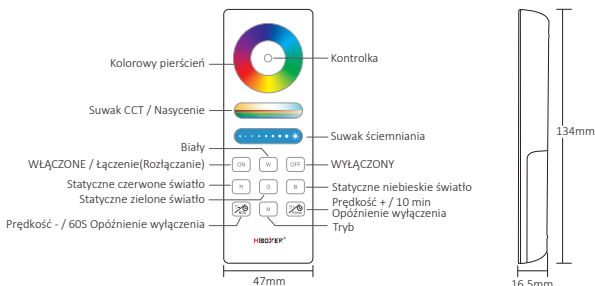 Kolorowy pierścień
Kontrolka
Suwak CCT / Nasycenie
Suwak ściemniania
Biały
WŁĄCZONE / Łączenie(Rozłączanie)
WYŁĄCZONY
ON
W
OFF
Statyczne czerwone światło
R
G
B
Statyczne niebieskie światło
Statyczne zielone światło
Prędkość + / 10 min
Opóźnienie wyłączenia
Prędkość - / 60S Opóźnienie wyłączenia
M
Tryb
MIBOXER®
47mm
134mm
16.5mm